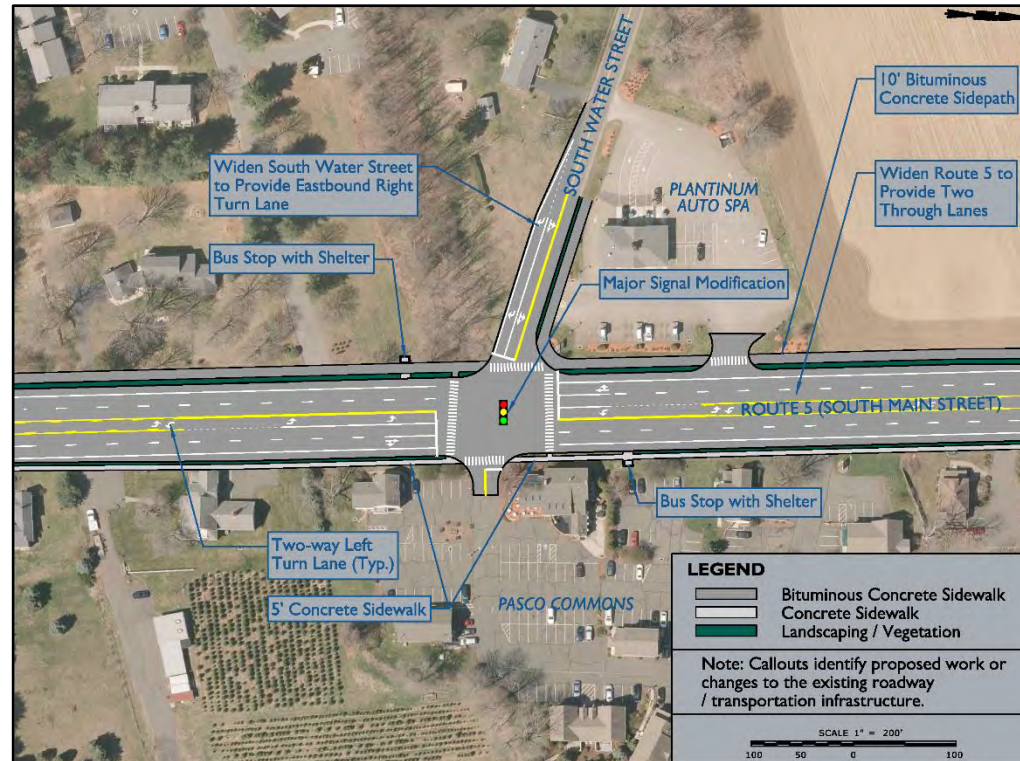 SOUTH WATER STREET
10' Bituminous
Concrete Sidepath
Widen South Water Street
to Provide Eastbound Right
Turn Lane
PLANTINUM
AUTO SPA
Widen Route 5 to
Provide Two
Through Lanes
Bus Stop with Shelter
Major Signal Modification
ROUTE 5 (SOUTH MAIN STREET)
Bus Stop with Shelter
Two-way Left
Turn Lane (Typ.)
5' Concrete Sidewalk
PASCO COMMONS
LEGEND
Bituminous Concrete Sidewalk
Concrete Sidewalk
Landscaping / Vegetation
Note: Callouts identify proposed work or
changes to the existing roadway
/ transportation infrastructure.
SCALE 1" = 200'
100 50 0 100